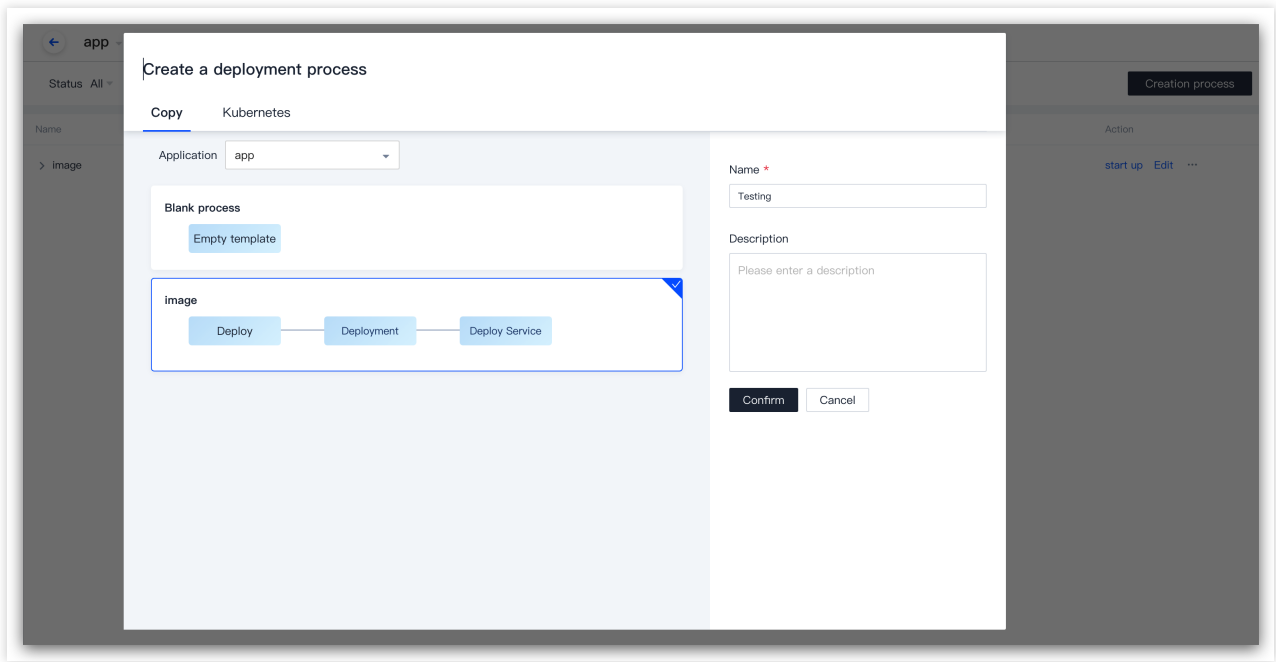 app
Status All
Creation process
Name
Action
image
start up Edit ...
Create a deployment process
Copy Kubernetes
Application app
Blank process
Empty template
image
Deploy Deployment Deploy Service
Name *
Testing
Description
Please enter a description
Confirm Cancel